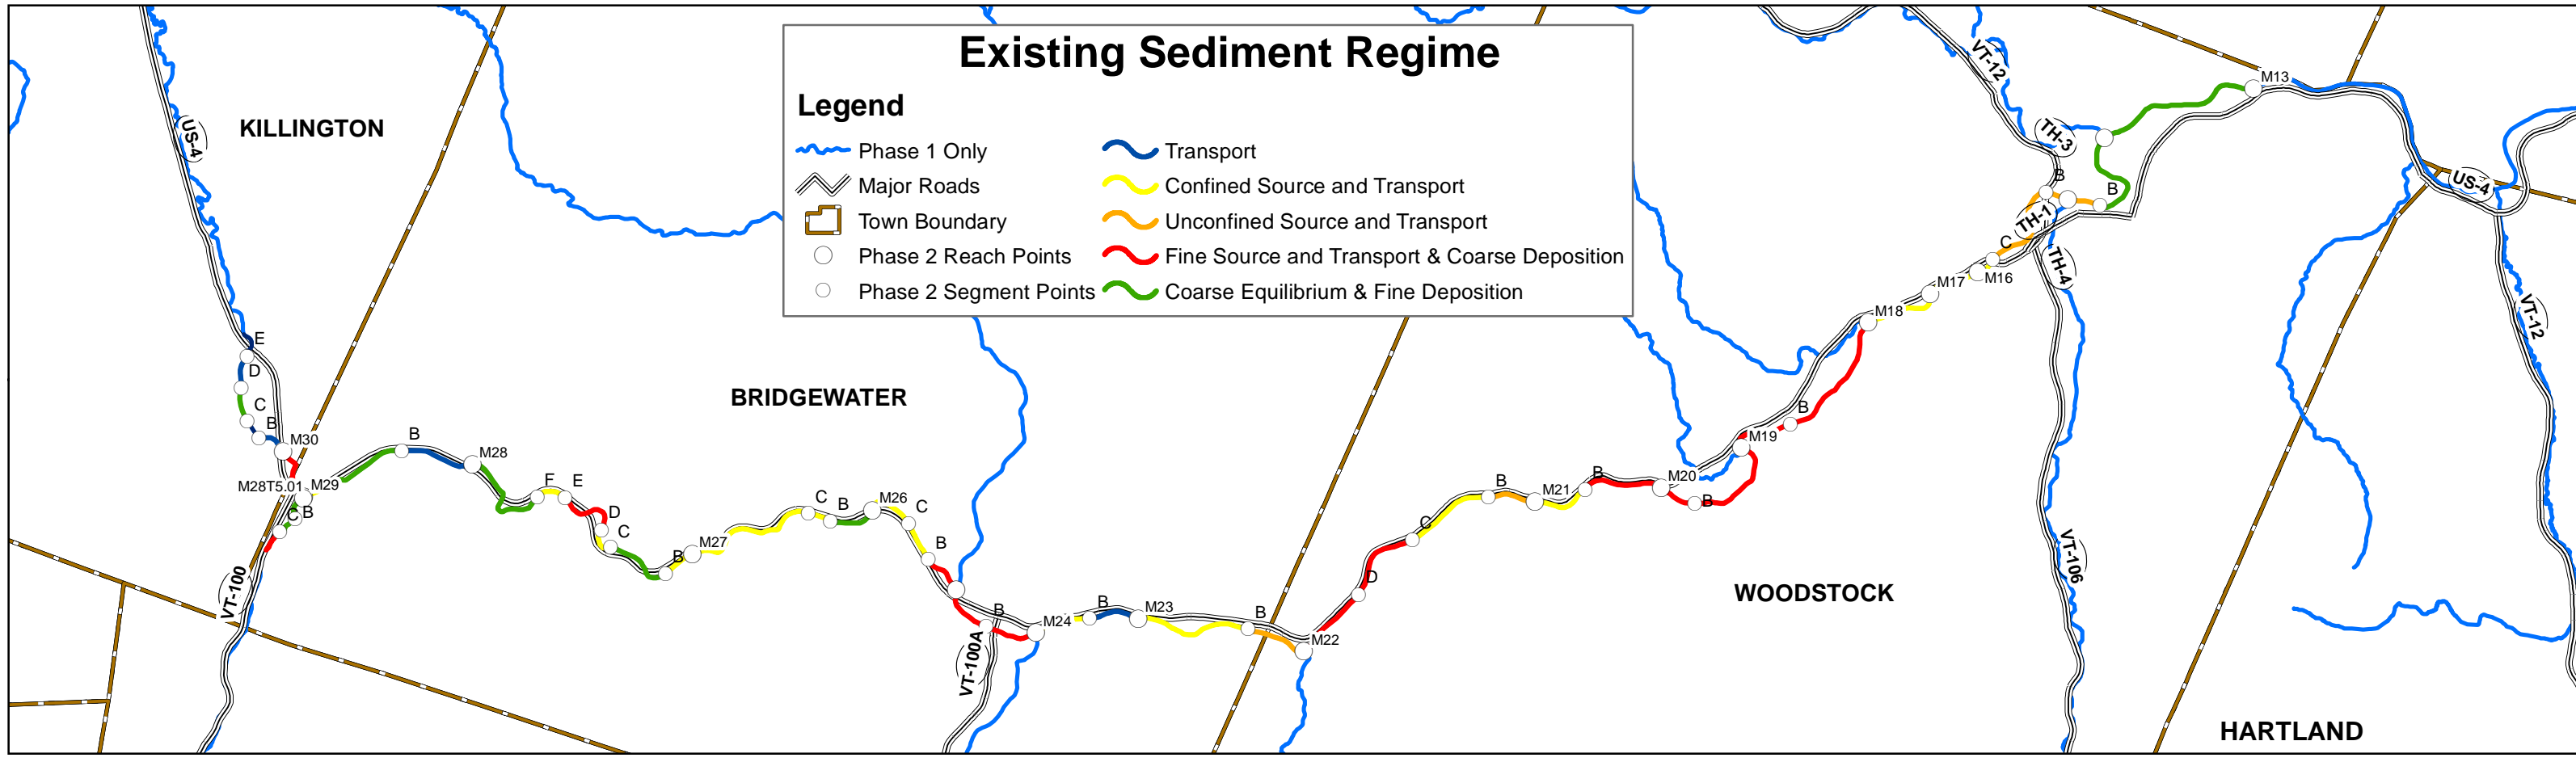 Existing Sediment Regime
Legend
Phase 1 Only
Major Roads
Town Boundary
Phase 2 Reach Points
Phase 2 Segment Points
Transport
Confined Source and Transport
Unconfined Source and Transport
Fine Source and Transport & Coarse Deposition
Coarse Equilibrium & Fine Deposition
KILLINGTON
US-4
E
D
C
B
M30
M28T5.01
M29
C
B
VT-100
B
M28
F
E
D
C
B
M27
BRIDGEWATER
C
B
M26
C
B
B
VT-100A
M24
B
M23
B
M22
D
C
B
M21
B
M20
B
M19
B
M18
M17
M16
C
WOODSTOCK
VT-12
TH-3
B
B
TH-1
TH-4
VT-106
M13
US-4
VT-12
HARTLAND